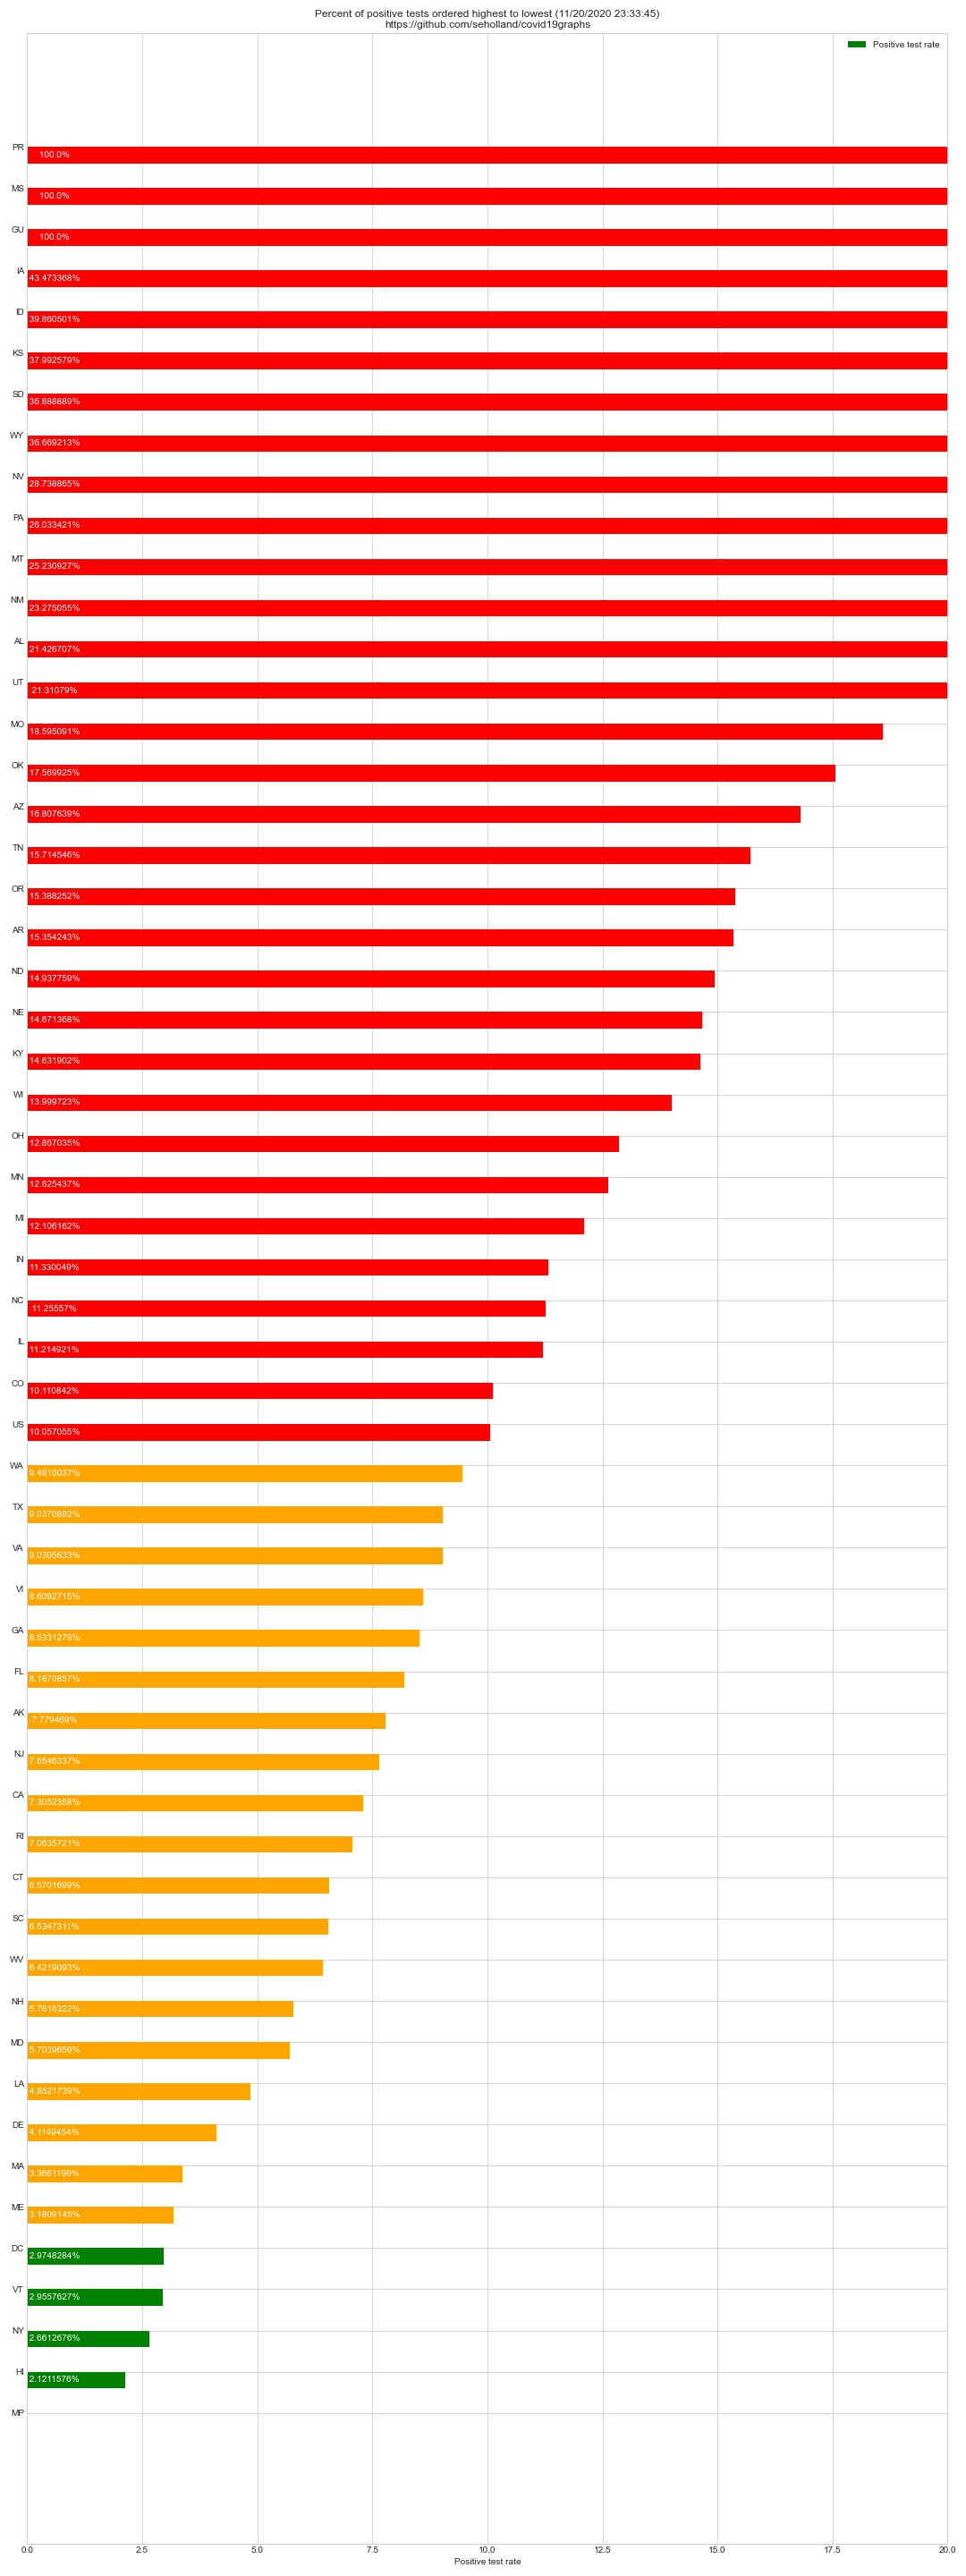 Percent of positive tests ordered highest to lowest (11/20/2020 23:33:45)
https://github.com/seholland/covid19graphs
Positive test rate
PR 100.0%
MS 100.0%
GU 100.0%
IA 43.473368%
ID 39.860501%
KS 37.992579%
SD 36.888889%
WY 36.669213%
NV 28.738865%
PA 26.033421%
MT 25.230927%
NM 23.275055%
AL 21.426707%
UT 21.31079%
MO 18.595091%
OK 17.569925%
AZ 16.807639%
TN 15.714546%
OR 15.388252%
AR 15.354243%
ND 14.937759%
NE 14.671368%
KY 14.631902%
WI 13.999723%
OH 12.867035%
MN 12.625437%
MI 12.106162%
IN 11.330049%
NC 11.25557%
IL 11.214921%
CO 10.110842%
US 10.057055%
WA 9.4610037%
TX 9.0370892%
VA 9.0305633%
VI 8.6092715%
GA 8.5331279%
FL 8.1870857%
AK 7.779469%
NJ 7.6546337%
CA 7.3052358%
RI 7.0635721%
CT 6.5701699%
SC 6.5347311%
WV 6.4219093%
NH 5.7816322%
MD 5.7039659%
LA 4.8521739%
DE 4.1149454%
MA 3.3661199%
ME 3.1809145%
DC 2.9748284%
VT 2.9557627%
NY 2.6612676%
HI 2.1211576%
MP
0.0 2.5 5.0 7.5 10.0 12.5 15.0 17.5 20.0
Positive test rate